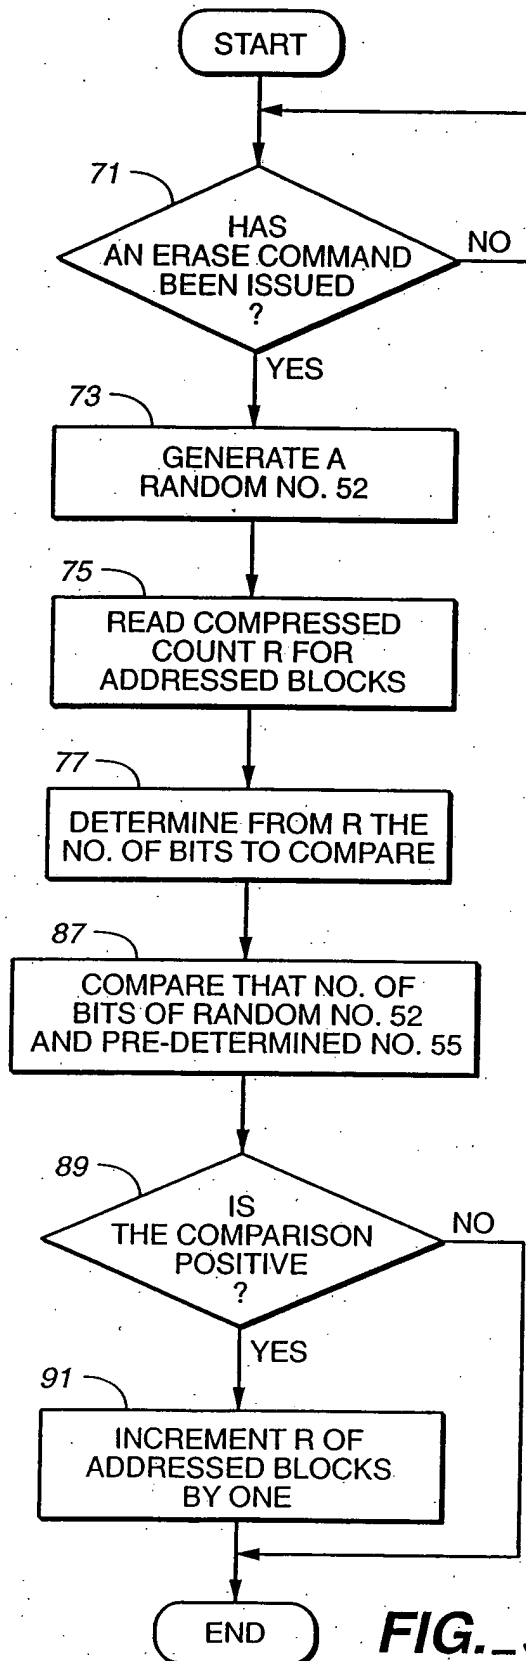 START
71
HAS
AN ERASE COMMAND
BEEN ISSUED
?
NO
YES
73
GENERATE A
RANDOM NO. 52
75
READ COMPRESSED
COUNT R FOR
ADDRESSED BLOCKS
77
DETERMINE FROM R THE
NO. OF BITS TO COMPARE
87
COMPARE THAT NO. OF
BITS OF RANDOM NO. 52
AND PRE-DETERMINED NO. 55
89
IS
THE COMPARISON
POSITIVE
?
NO
YES
91
INCREMENT R OF
ADDRESSED BLOCKS
BY ONE
END
FIG._